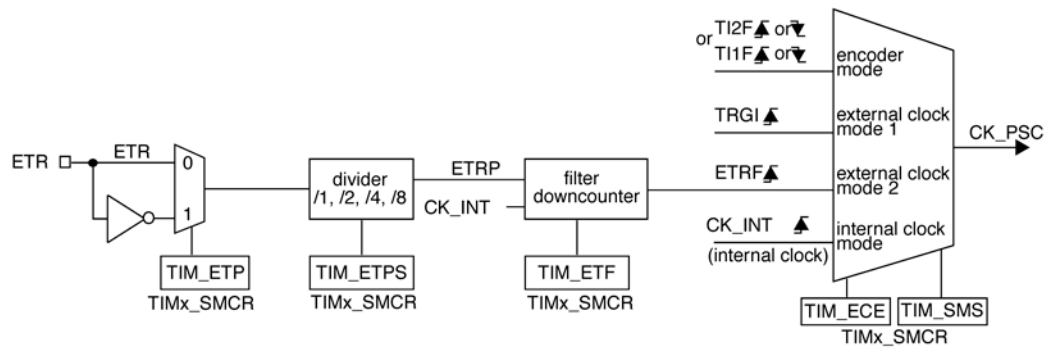 or TI2F or
TI1F or
encoder
mode
TRGI
external clock
mode 1
CK_PSC
ETR
ETR
0
1
divider
/1, /2, /4, /8
ETRP
CK_INT
filter
downcounter
ETRF
external clock
mode 2
CK_INT
(internal clock)
internal clock
mode
TIM_ETP
TIMx_SMCR
TIM_ETPS
TIMx_SMCR
TIM_ETF
TIMx_SMCR
TIM_ECE
TIM_SMS
TIMx_SMCR